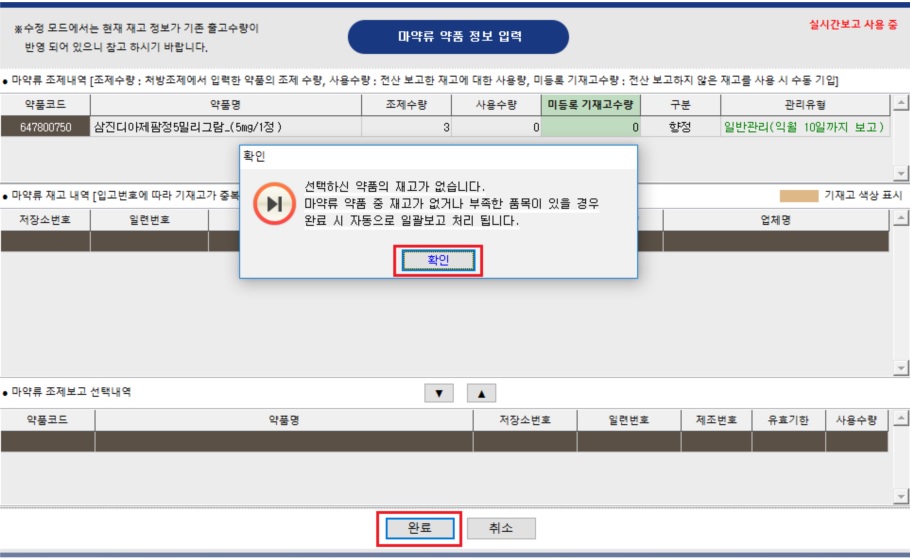 ※수정 모드에서는 현재 재고 정보가 기존 출고수량이
반영 되어 있으니 참고 하시기 바랍니다.
마약류 약품 정보 입력
실시간보고 사용 중
● 마약류 조제내역 [조제수량 : 처방조제에서 입력한 약품의 조제 수량, 사용수량 : 전산 보고한 재고에 대한 사용량, 미등록 기재고수량 : 전산 보고하지 않은 재고를 사용 시 수동 기입]
약품코드 약품명 조제수량 사용수량 미등록 기재고수량 구분 관리유형
647800750 삼진디아제팜정5밀리그람_(5mg/1정) 3 0 0 향정 일반관리(익월 10일까지 보고)
확인
선택하신 약품의 재고가 없습니다.
마약류 약품 중 재고가 없거나 부족한 품목이 있을 경우
완료 시 자동으로 일괄보고 처리 됩니다.
확인
● 마약류 재고 내역 [입고번호에 따라 기재고가 중복
기재고 색상 표시
저장소번호 일련번호 업체명
● 마약류 조제보고 선택내역 ▼ ▲
약품코드 약품명 저장소번호 일련번호 제조번호 유효기한 사용수량
완료 취소